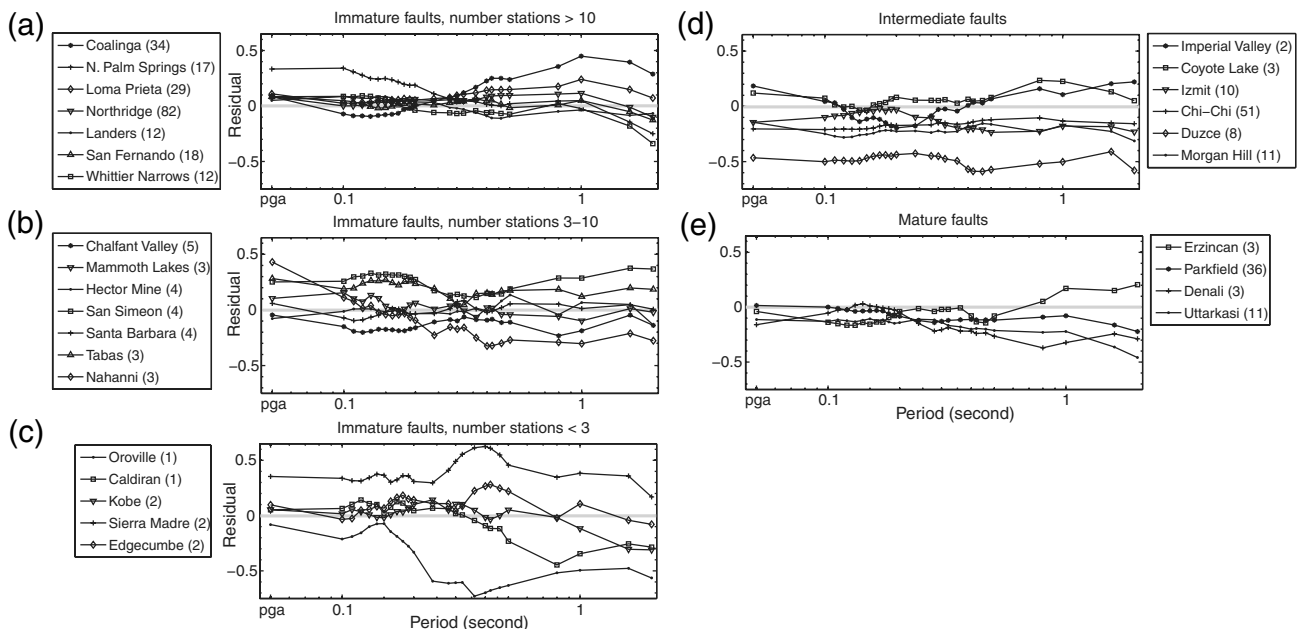 (a)
Immature faults, number stations > 10
Coalinga (34)
N. Palm Springs (17)
Loma Prieta (29)
Northridge (82)
Landers (12)
San Fernando (18)
Whittier Narrows (12)
Residual
0.5
0
−0.5
pga
0.1
1
(b)
Immature faults, number stations 3–10
Chalfant Valley (5)
Mammoth Lakes (3)
Hector Mine (4)
San Simeon (4)
Santa Barbara (4)
Tabas (3)
Nahanni (3)
Residual
0.5
0
−0.5
pga
0.1
1
(c)
Immature faults, number stations < 3
Oroville (1)
Caldiran (1)
Kobe (2)
Sierra Madre (2)
Edgecumbe (2)
Residual
0.5
0
−0.5
pga
0.1
1
Period (second)
(d)
Intermediate faults
Imperial Valley (2)
Coyote Lake (3)
Izmit (10)
Chi–Chi (51)
Duzce (8)
Morgan Hill (11)
0.5
0
−0.5
pga
0.1
1
(e)
Mature faults
Erzincan (3)
Parkfield (36)
Denali (3)
Uttarkasi (11)
0.5
0
−0.5
pga
0.1
1
Period (second)